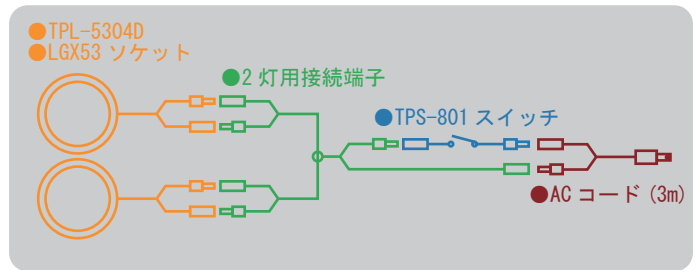 ●TPL-5304D
●LGX53 ソケット
●2 灯用接続端子
●TPS-801 スイッチ
●AC コード (3m)